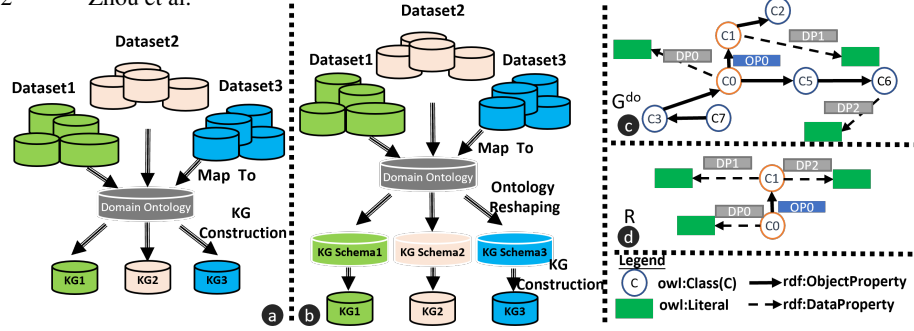 2 Zhou et al.
Dataset2
Dataset1
Dataset3
Map To
Domain Ontology
KG
Construction
KG1
KG2
KG3
a
Dataset2
Dataset1
Dataset3
Map To
Domain Ontology
Ontology
Reshaping
KG Schema1
KG Schema2
KG Schema3
KG
Construction
KG1
KG2
KG3
b
C2
C1
DP1
DP0
OP0
C0
C5
C6
G^do
DP2
c
C3
C7
DP1
C1
DP2
R
DP0
OP0
d
C0
Legend
C
owl:Class(C)
rdf:ObjectProperty
owl:Literal
rdf:DataProperty